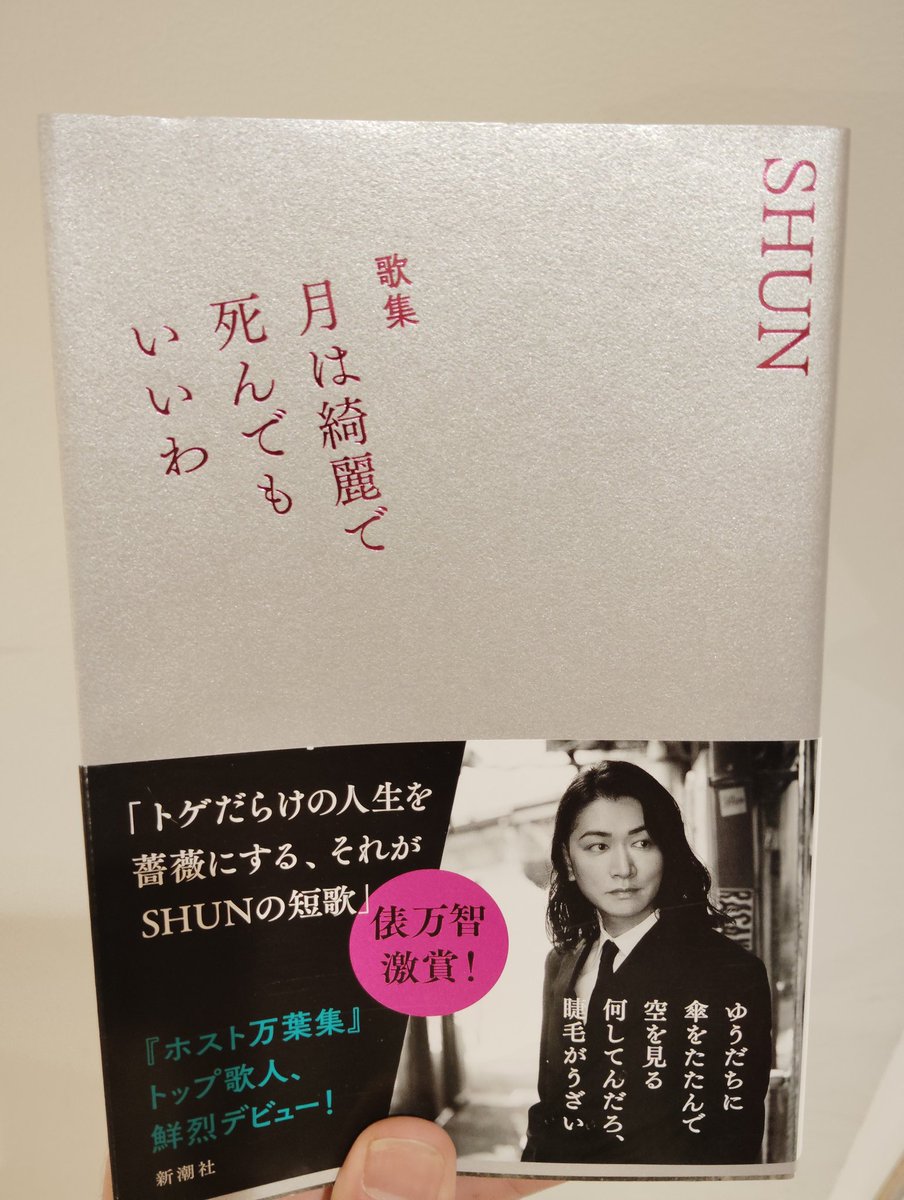 SHUN
歌集
月は綺麗で
死んでも
いいわ
「トゲだらけの人生を
薔薇にする、それが
SHUNの短歌」
俵万智
激賞!
『ホスト万葉集』
トップ歌人、
鮮烈デビュー!
新潮社
ゆうだちに
傘をたたんで
空を見る
何してんだろ、
睫毛がうざい